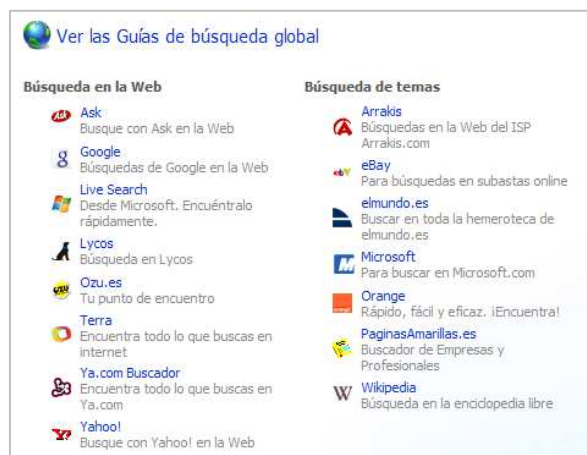 Ver las Guías de búsqueda global
Búsqueda en la Web
Ask
Busque con Ask en la Web
Google
Búsquedas de Google en la Web
Live Search
Desde Microsoft. Encuéntralo
rápidamente.
Lycos
Búsqueda en Lycos
Ozu.es
Tu punto de encuentro
Terra
Encuentra todo lo que buscas en
internet
Ya.com Buscador
Encuentra todo lo que buscas en
Ya.com
Yahoo!
Busque con Yahoo! en la Web
Búsqueda de temas
Arrakis
Búsquedas en la Web del ISP
Arrakis.com
eBay
Para búsquedas en subastas online
elmundo.es
Buscar en toda la hemeroteca de
elmundo.es
Microsoft
Para buscar en Microsoft.com
Orange
Rápido, fácil y eficaz. ¡Encuentra!
PaginasAmarillas.es
Buscador de Empresas y
Profesionales
Wikipedia
Búsqueda en la enciclopedia libre